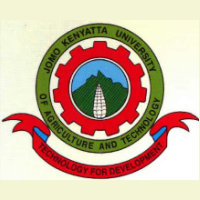 JOMO KENYATTA UNIVERSITY
OF AGRICULTURE AND TECHNOLOGY
TECHNOLOGY FOR DEVELOPMENT